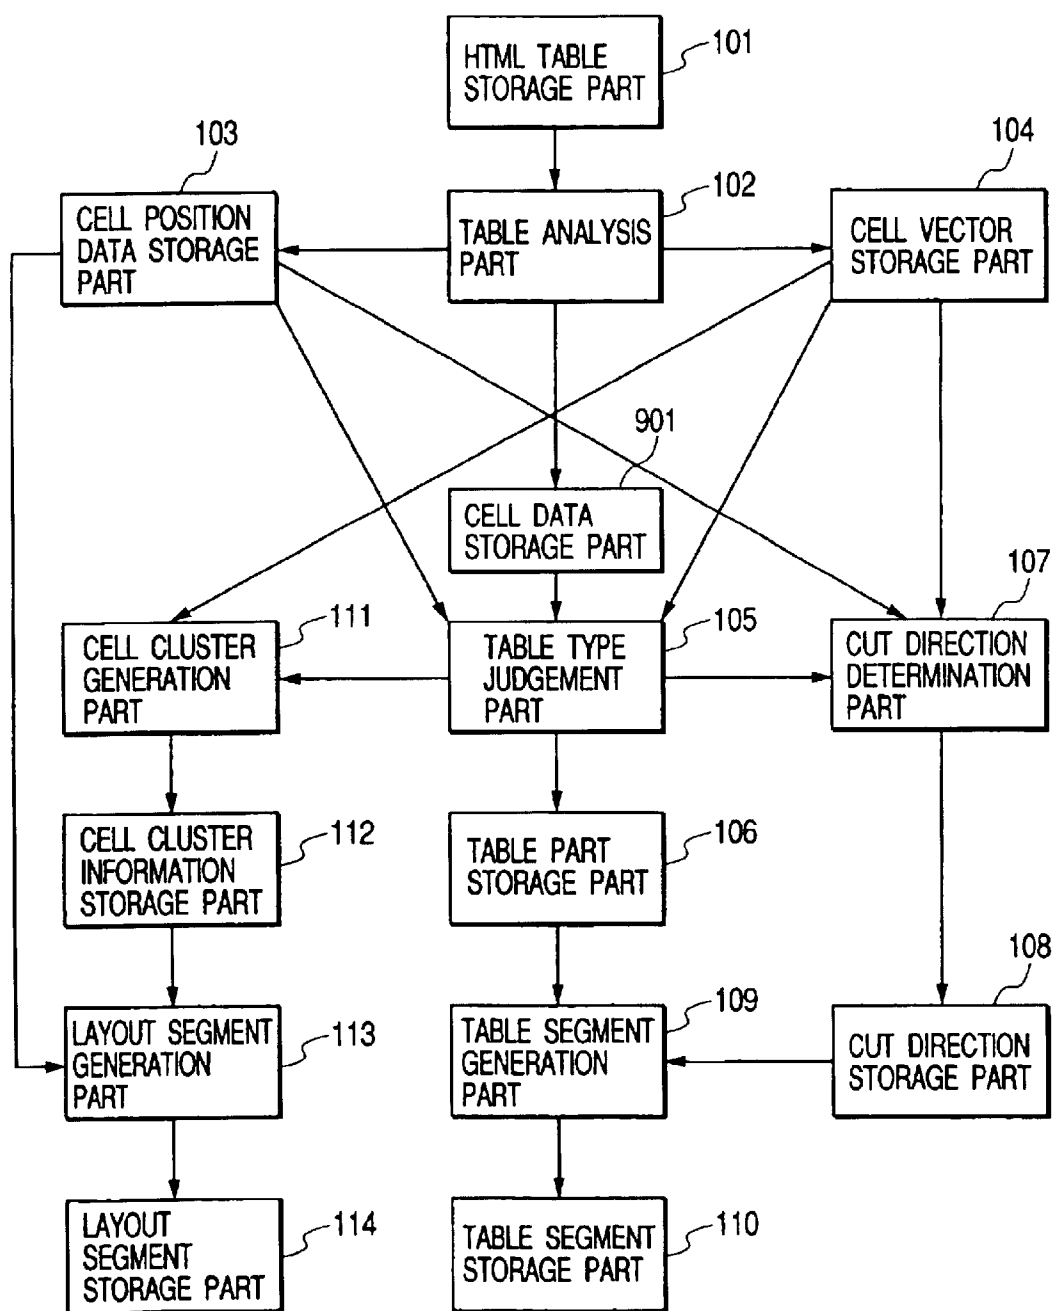 101
HTML TABLE
STORAGE PART
103
104
102
CELL POSITION
DATA STORAGE
PART
TABLE ANALYSIS
PART
CELL VECTOR
STORAGE PART
901
CELL DATA
STORAGE PART
107
111
105
CELL CLUSTER
GENERATION
PART
TABLE TYPE
JUDGEMENT
PART
CUT DIRECTION
DETERMINATION
PART
112
106
CELL CLUSTER
INFORMATION
STORAGE PART
TABLE PART
STORAGE PART
108
109
113
LAYOUT SEGMENT
GENERATION
PART
TABLE SEGMENT
GENERATION
PART
CUT DIRECTION
STORAGE PART
114
110
LAYOUT
SEGMENT
STORAGE PART
TABLE SEGMENT
STORAGE PART